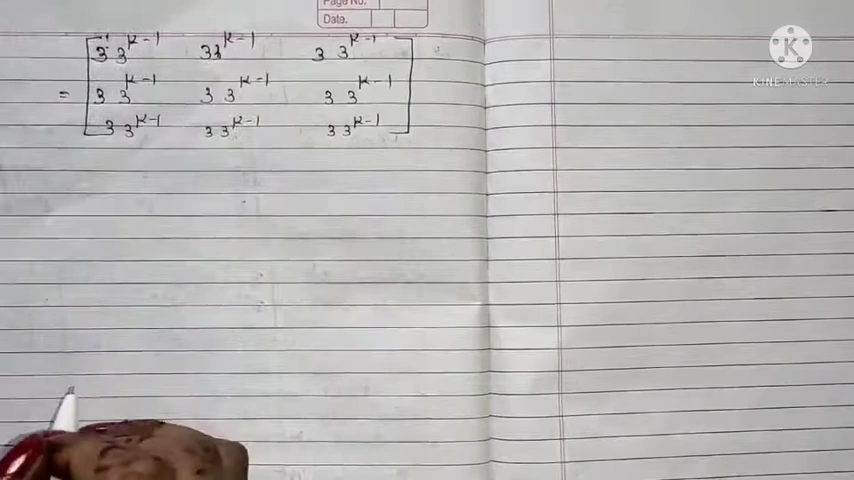 Page No
Date.
K
KINEMASTER
= [ 3 3^{K-1} 3 3^{K-1} 3 3^{K-1}
3 3^{K-1} 3 3^{K-1} 3 3^{K-1}
3 3^{K-1} 3 3^{K-1} 3 3^{K-1} ]